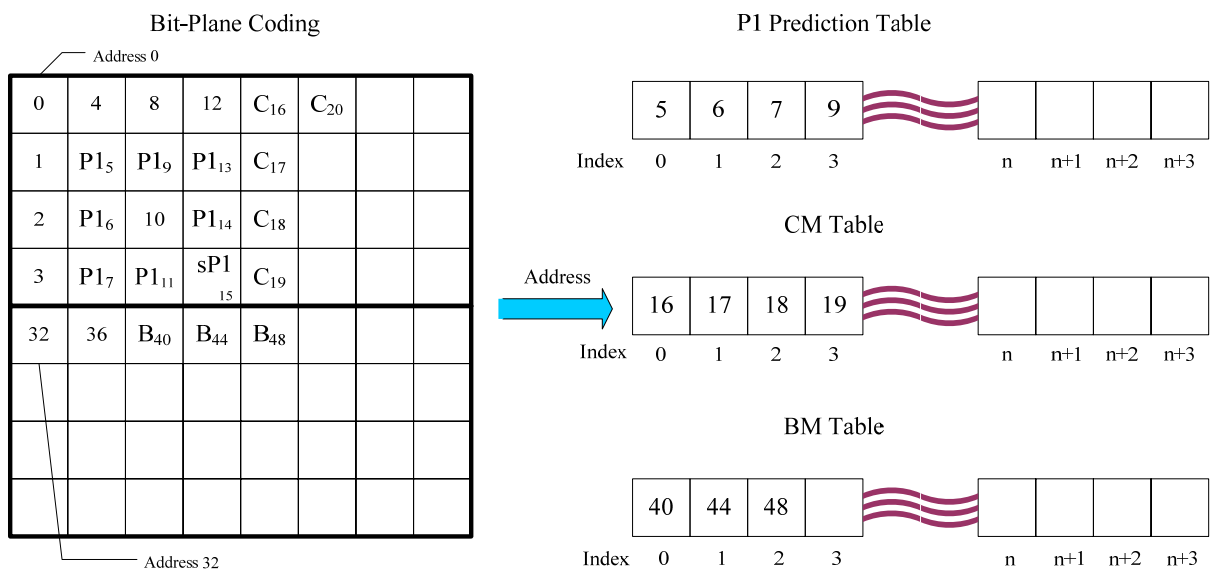 Bit-Plane Coding
Address 0
0 4 8 12 C16 C20
1 P15 P19 P113 C17
2 P16 10 P114 C18
3 P17 P111 sP115 C19
32 36 B40 B44 B48
Address 32
Address
P1 Prediction Table
5 6 7 9
Index 0 1 2 3 n n+1 n+2 n+3
CM Table
16 17 18 19
Index 0 1 2 3 n n+1 n+2 n+3
BM Table
40 44 48
Index 0 1 2 3 n n+1 n+2 n+3